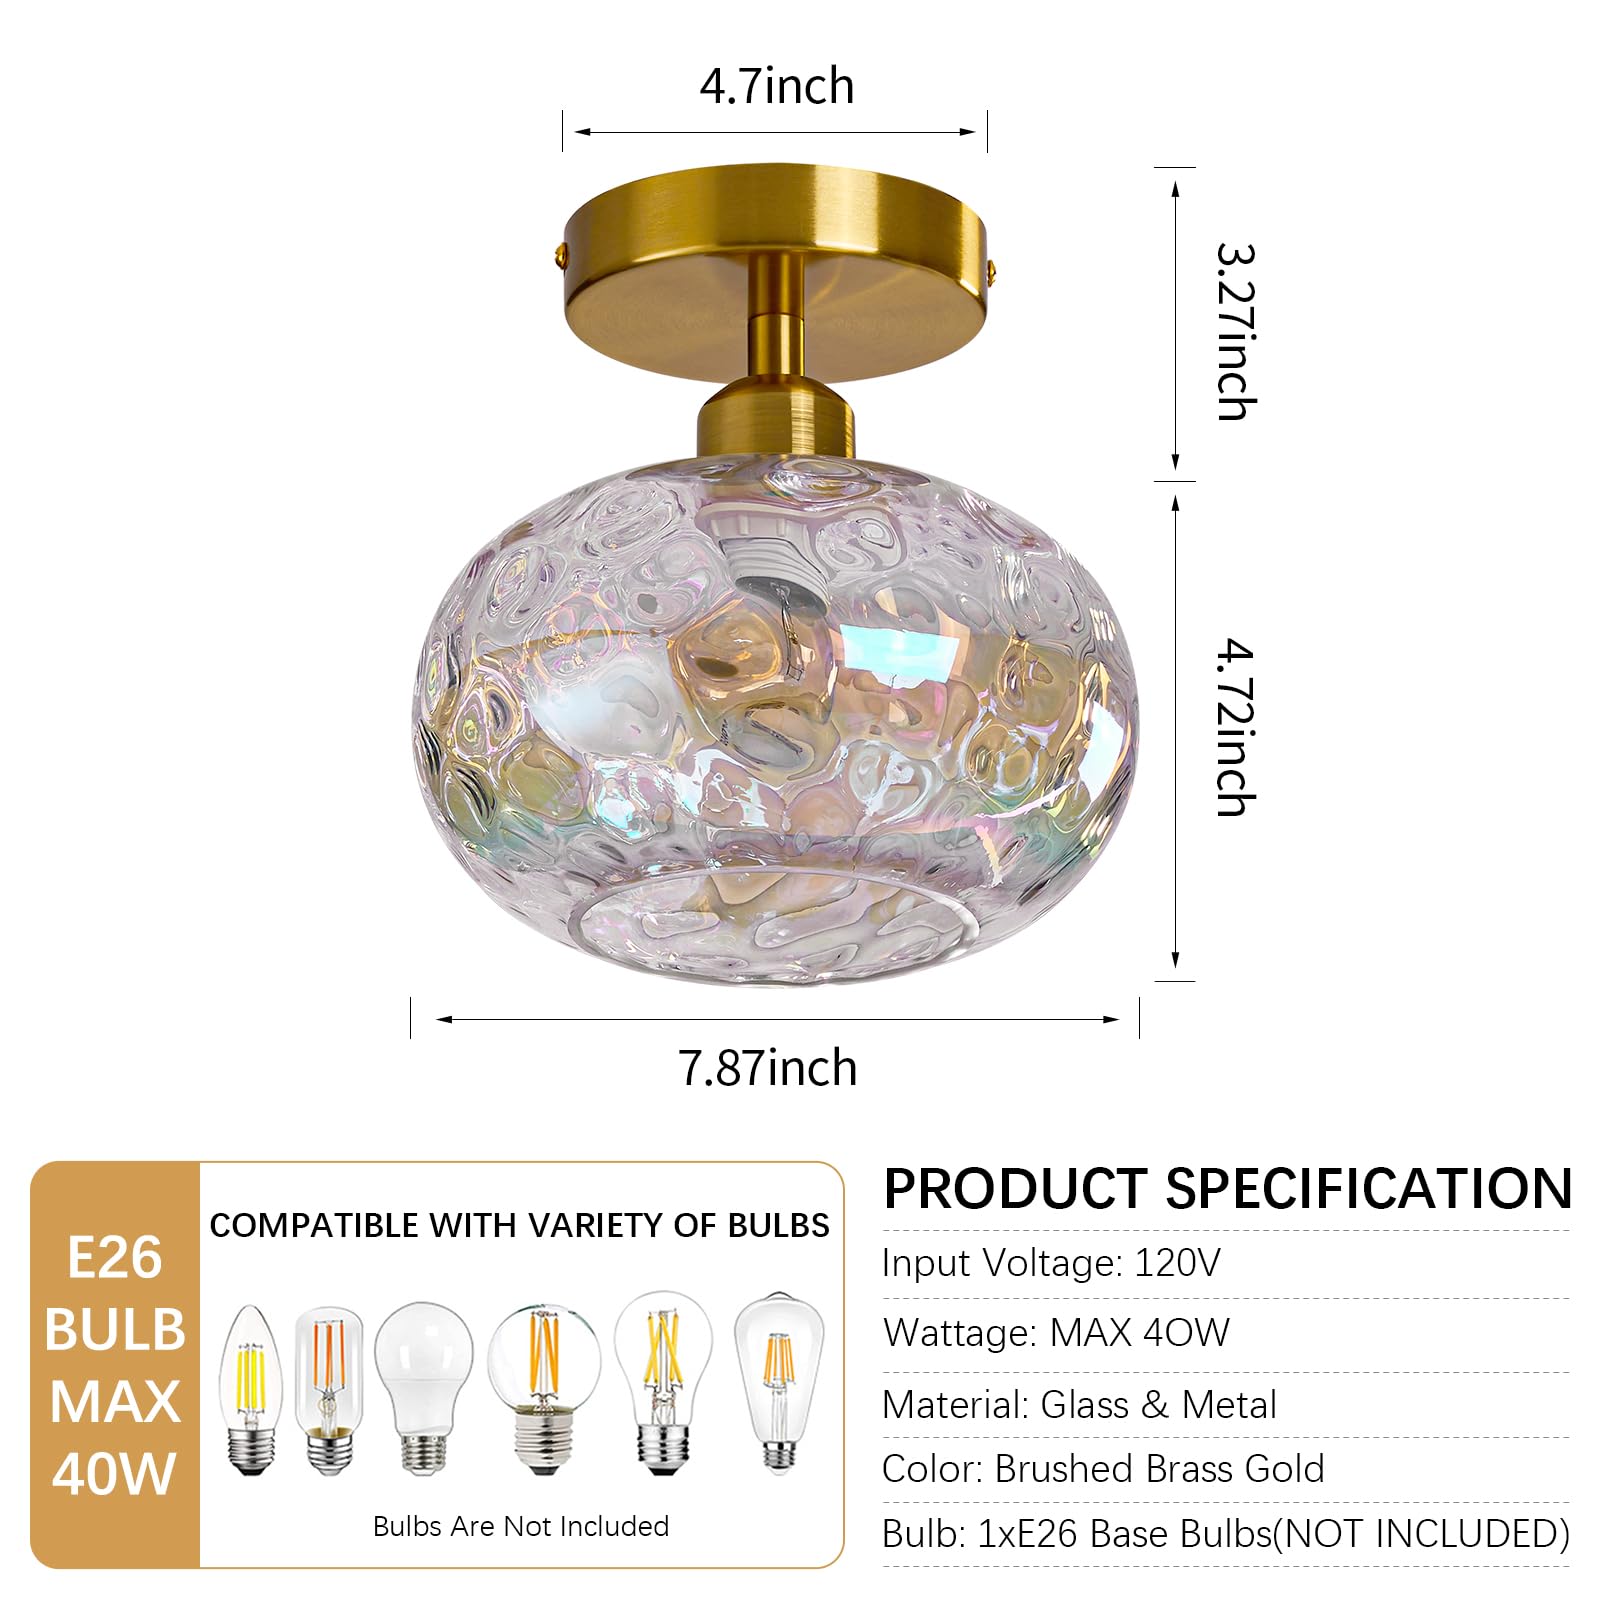 4.7inch
3.27inch
4.72inch
7.87inch
E26
BULB
MAX
40W
COMPATIBLE WITH VARIETY OF BULBS
Bulbs Are Not Included
PRODUCT SPECIFICATION
Input Voltage: 120V
Wattage: MAX 4OW
Material: Glass & Metal
Color: Brushed Brass Gold
Bulb: 1xE26 Base Bulbs(NOT INCLUDED)